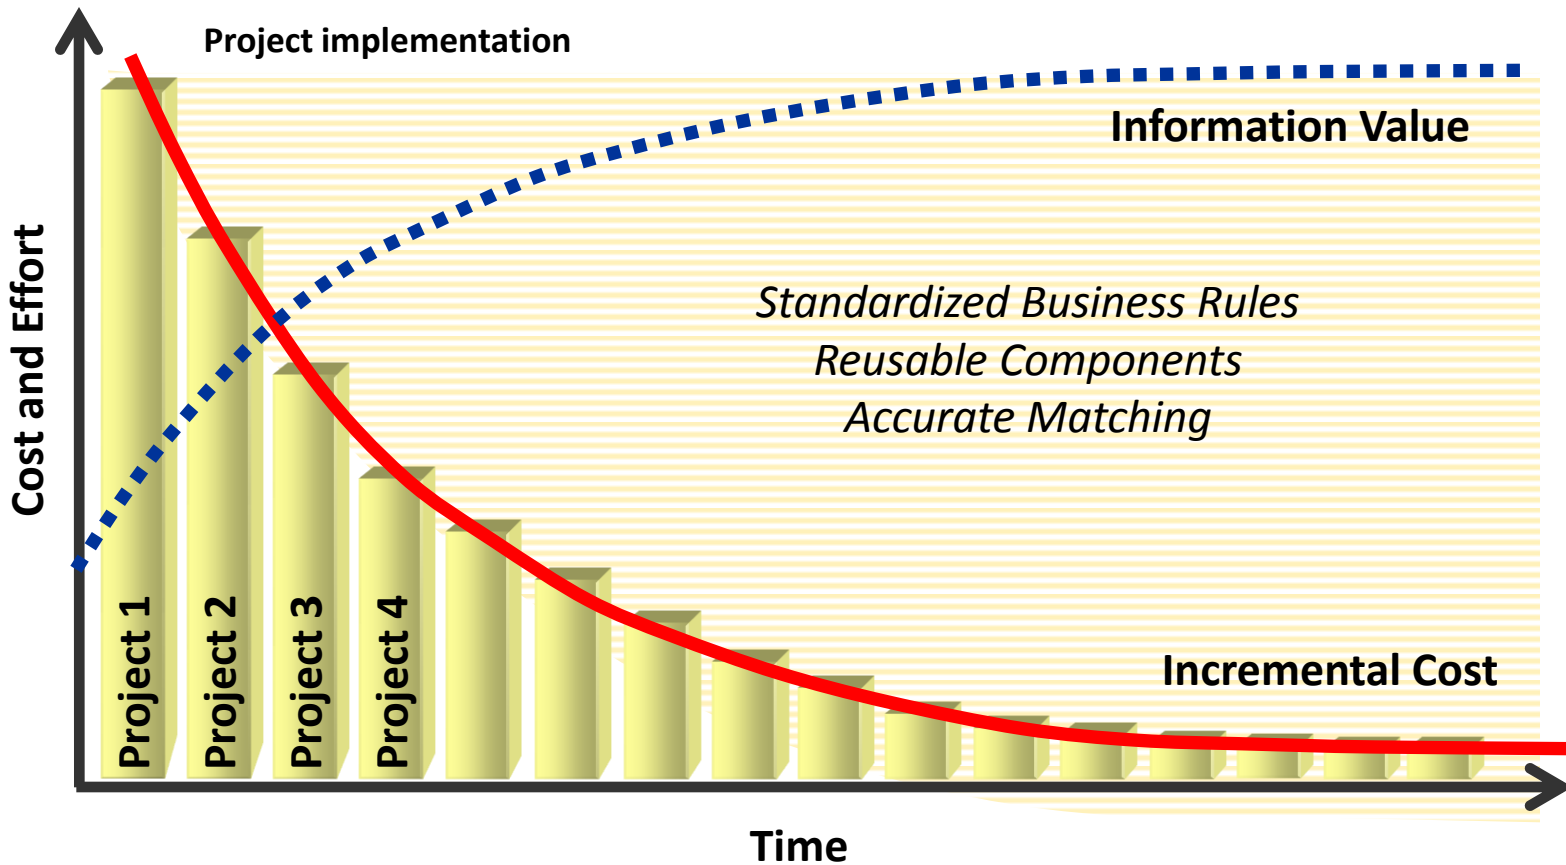 Project implementation
Information Value
Cost and Effort
Standardized Business Rules
Reusable Components
Accurate Matching
Project 1
Project 2
Project 3
Project 4
Incremental Cost
Time